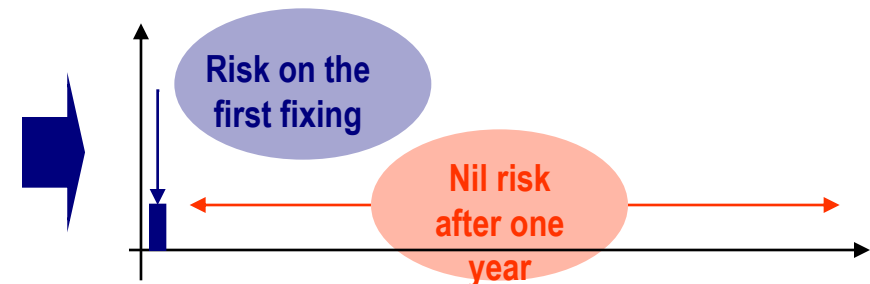 Risk on the
first fixing
Nil risk
after one
year